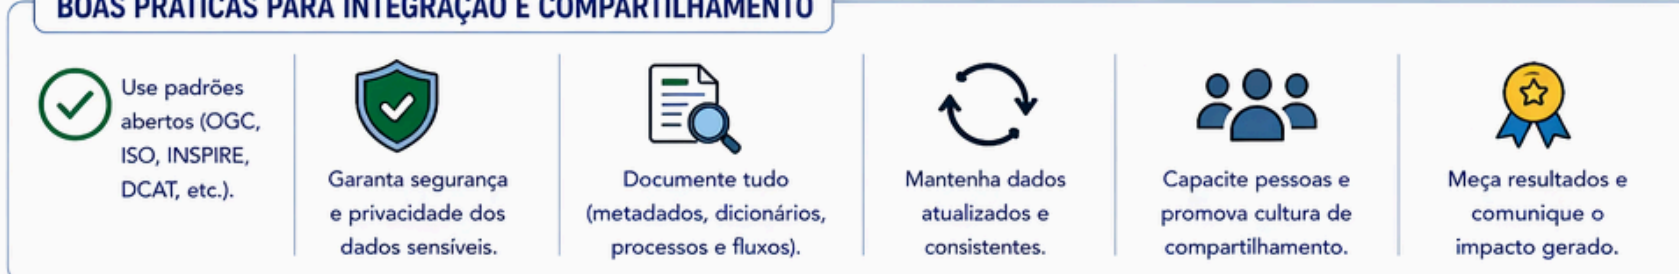 BOAS PRÁTICAS PARA INTEGRAÇÃO E COMPARTILHAMENTO
Use padrões
abertos (OGC,
ISO, INSPIRE,
DCAT, etc.).
Garanta segurança
e privacidade dos
dados sensíveis.
Documente tudo
(metadados, dicionários,
processos e fluxos).
Mantenha dados
atualizados e
consistentes.
Capacite pessoas e
promova cultura de
compartilhamento.
Meça resultados e
comunique o
impacto gerado.